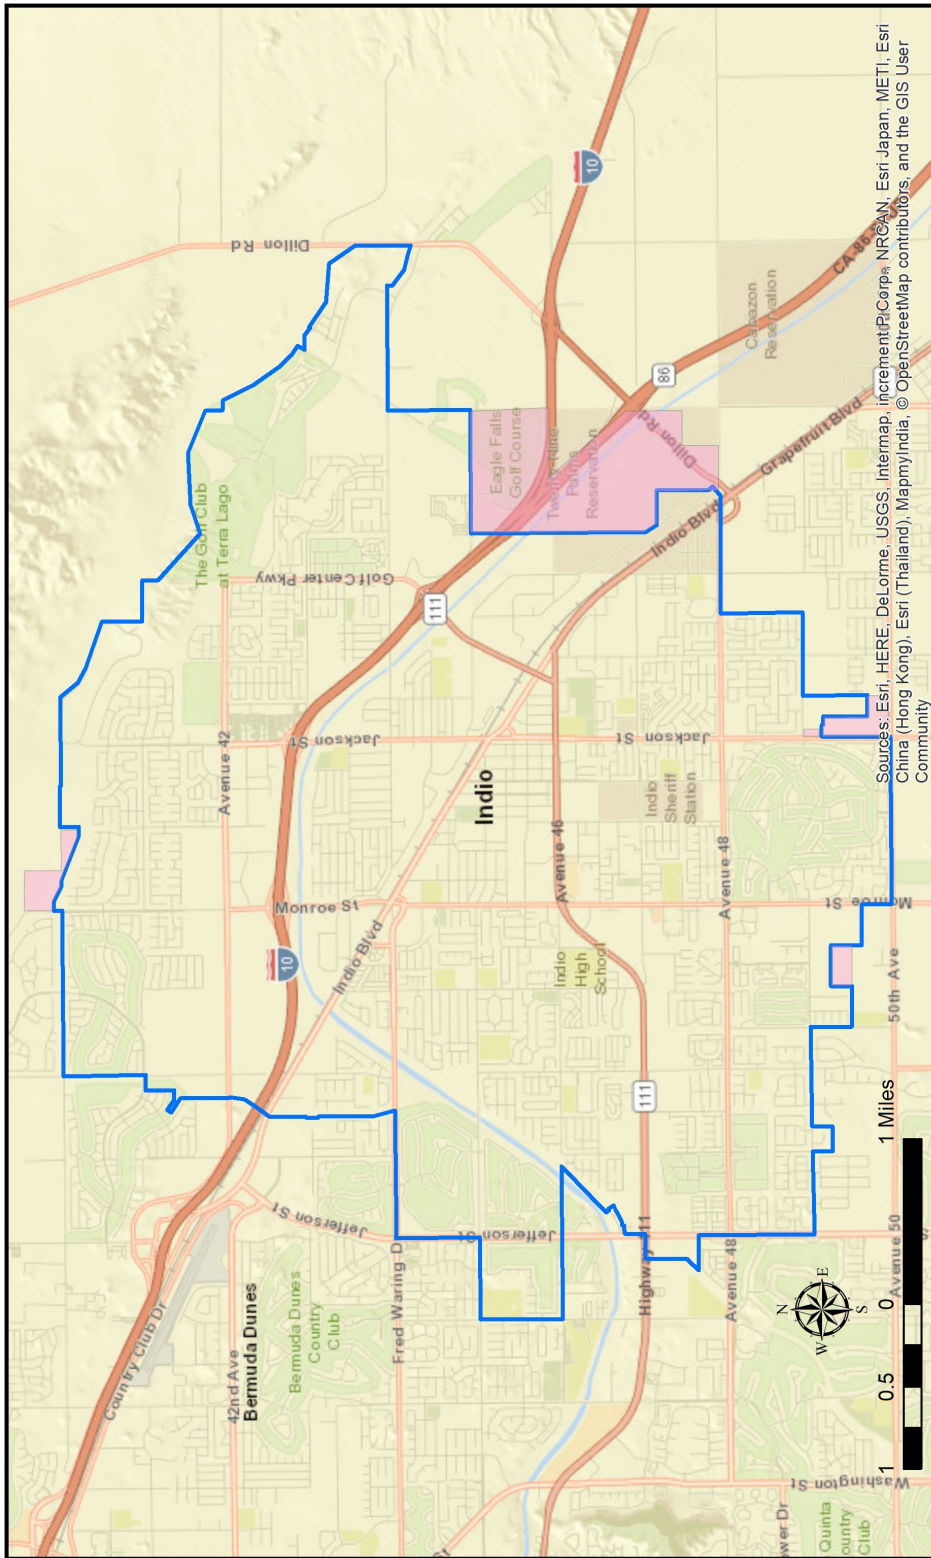 Country Club Dr
42nd Ave
Bermuda Dunes
Bermuda Dunes
Country
Club
Jefferson St
Fred Waring D
Avenue 42
The Golf Club
at Terra Lago
Dillon Rd
Golf Center Pkwy
10
Monroe St
Jackson St
Indio Blvd
111
Jefferson St
Indio
Eagle Falls
Golf Course
Twenty-Nine
Palms
Reservation
10
Avenue 46
Indio
High
School
Highway 111
111
Indio
Sheriff
Station
Jackson St
Indio Blvd
Dillon Rd
86
Avenue 48
Avenue 48
Cabazon
Reservation
Grapefruit Blvd
CA-86
Washington St
Quinta
ountry
Club
N
W
E
S
Avenue 50
50th Ave
Monroe St
1
0.5
0
1 Miles
Sources: Esri, HERE, DeLorme, USGS, Intermap, increment P Corp., NRCAN, Esri Japan, METI, Esri
China (Hong Kong), Esri (Thailand), MapmyIndia, © OpenStreetMap contributors, and the GIS User
Community